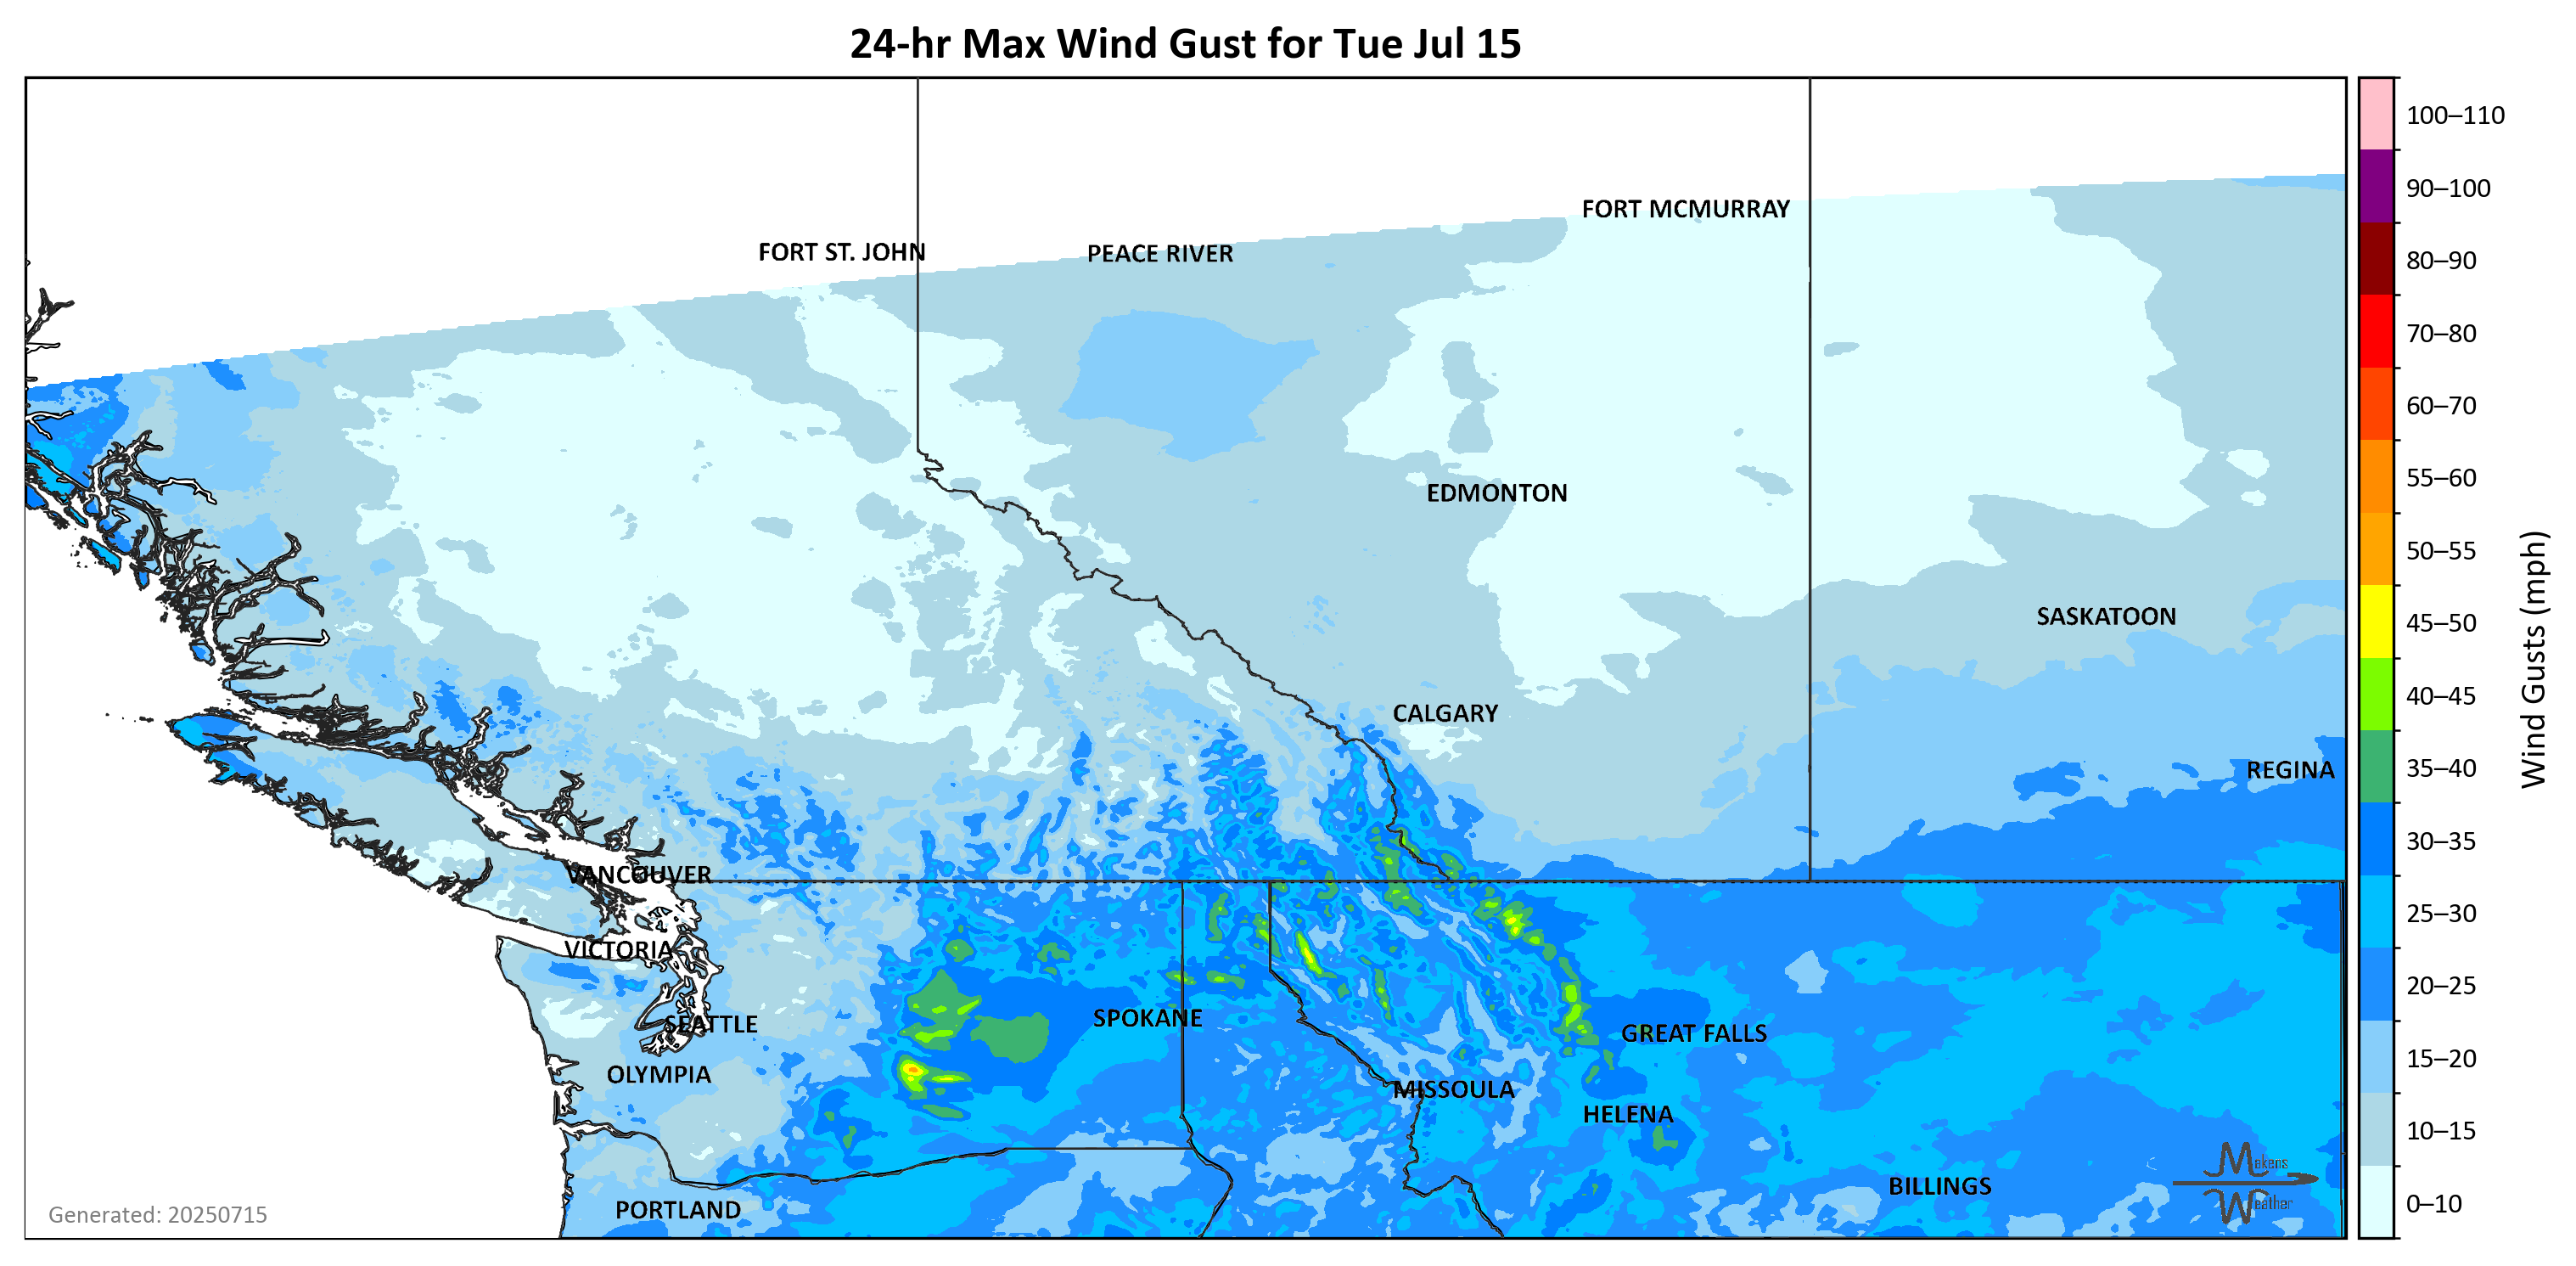 24-hr Max Wind Gust for Tue Jul 15
100–110
90–100
80–90
70–80
60–70
55–60
50–55
45–50
40–45
35–40
30–35
25–30
20–25
15–20
10–15
0–10
Wind Gusts (mph)
FORT MCMURRAY
FORT ST. JOHN
PEACE RIVER
EDMONTON
SASKATOON
CALGARY
REGINA
VANCOUVER
VICTORIA
SEATTLE
SPOKANE
GREAT FALLS
OLYMPIA
MISSOULA
HELENA
BILLINGS
PORTLAND
Makens
Weather
Generated: 20250715